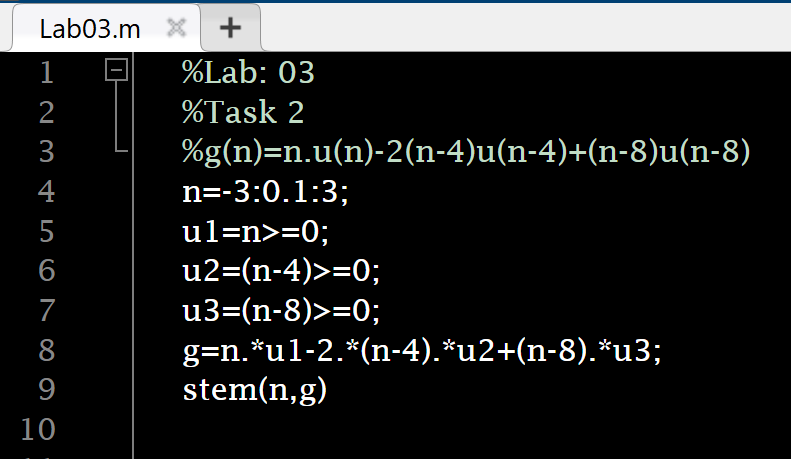 Lab03.m
1 %Lab: 03
2 %Task 2
3 %g(n)=n.u(n)-2(n-4)u(n-4)+(n-8)u(n-8)
4 n=-3:0.1:3;
5 u1=n>=0;
6 u2=(n-4)>=0;
7 u3=(n-8)>=0;
8 g=n.*u1-2.*(n-4).*u2+(n-8).*u3;
9 stem(n,g)
10